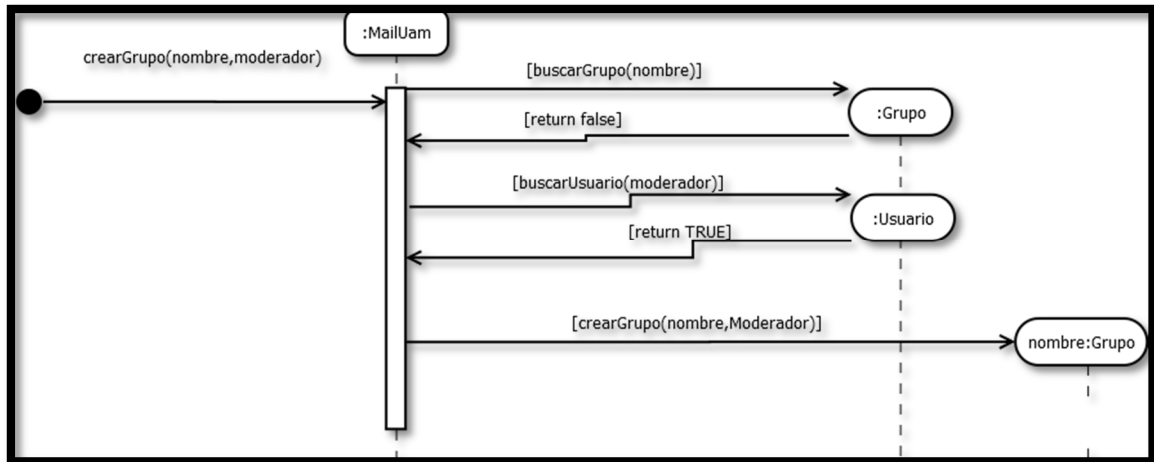 :MailUam
crearGrupo(nombre,moderador)
[buscarGrupo(nombre)]
:Grupo
[return false]
[buscarUsuario(moderador)]
:Usuario
[return TRUE]
[crearGrupo(nombre,Moderador)]
nombre:Grupo